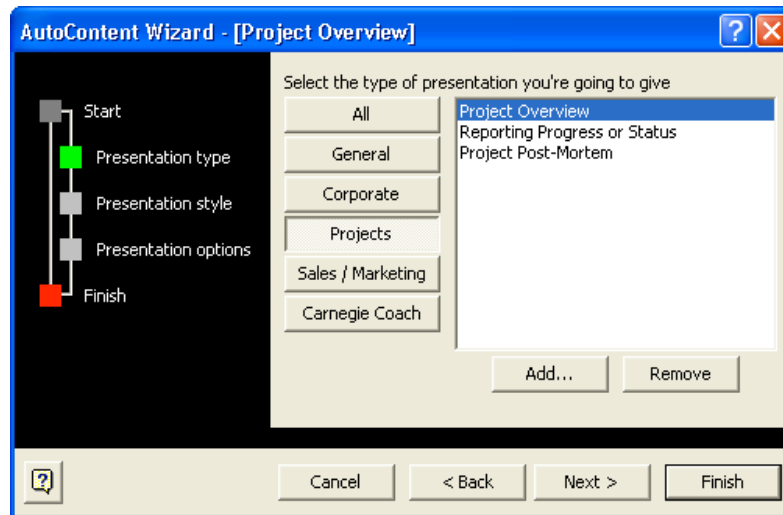 AutoContent Wizard - [Project Overview]
Start
Presentation type
Presentation style
Presentation options
Finish
Select the type of presentation you're going to give
All
General
Corporate
Projects
Sales / Marketing
Carnegie Coach
Project Overview
Reporting Progress or Status
Project Post-Mortem
Add...
Remove
Cancel
< Back
Next >
Finish